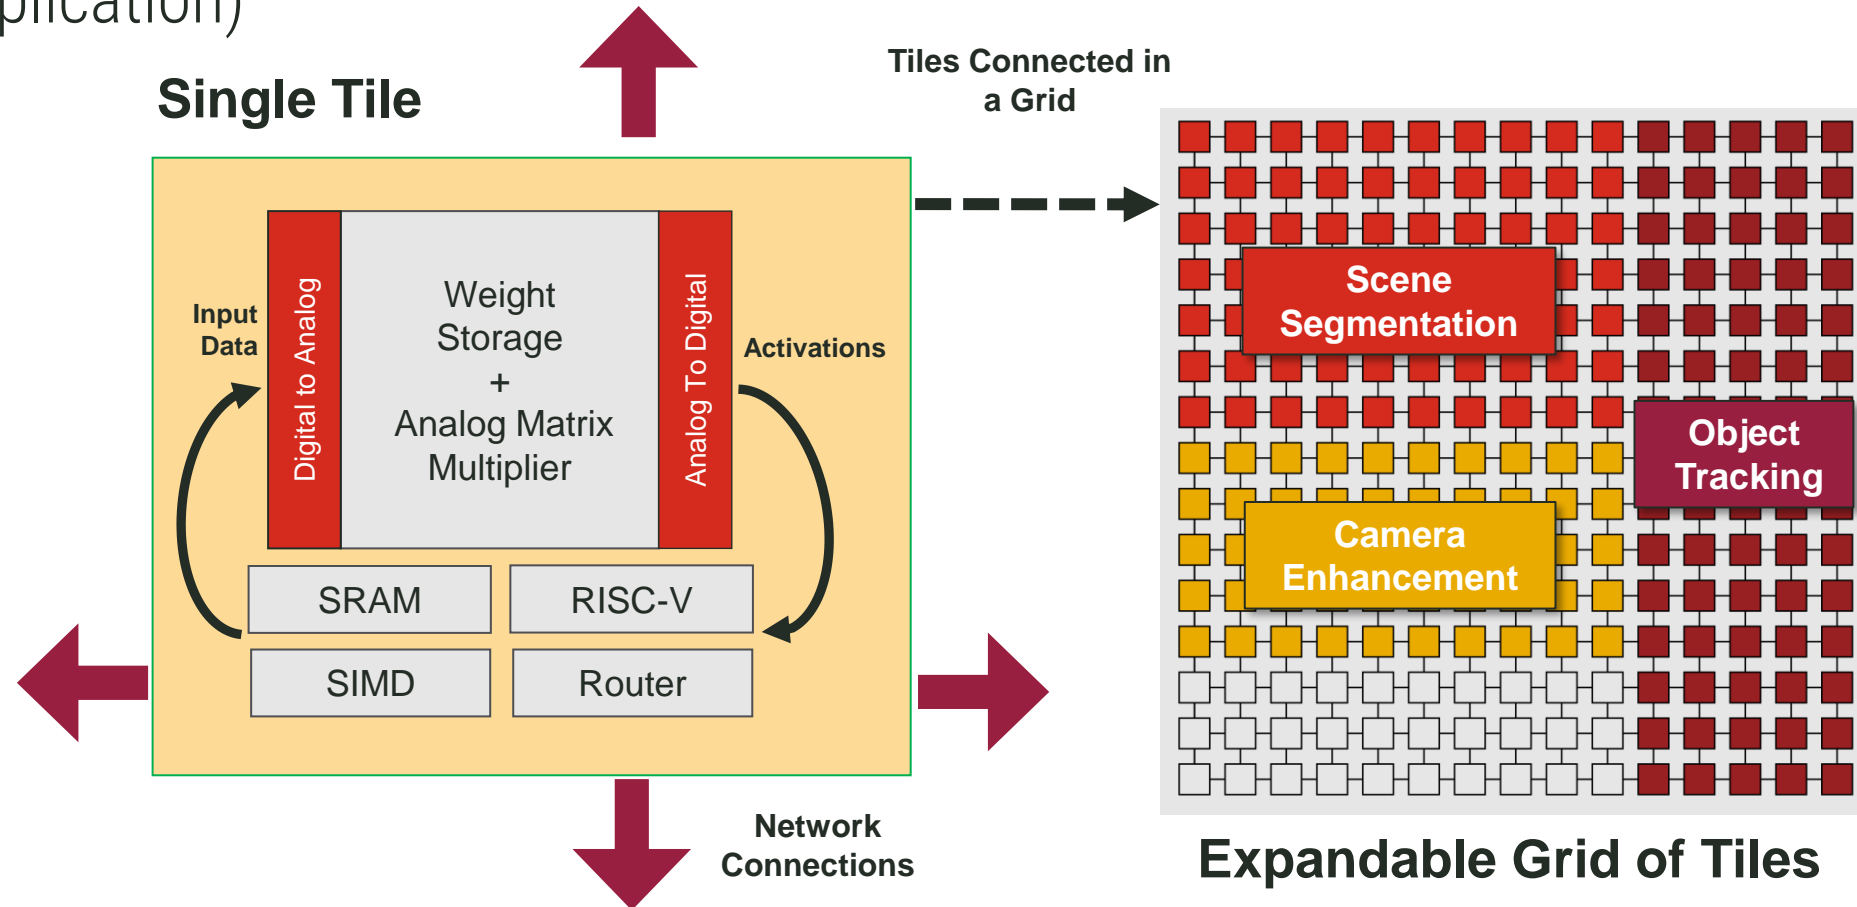 plication)
Single Tile
Tiles Connected in
a Grid
Input
Data
Digital to Analog
Weight
Storage
+
Analog Matrix
Multiplier
Analog To Digital
Activations
SRAM
RISC-V
SIMD
Router
Network
Connections
Scene
Segmentation
Object
Tracking
Camera
Enhancement
Expandable Grid of Tiles